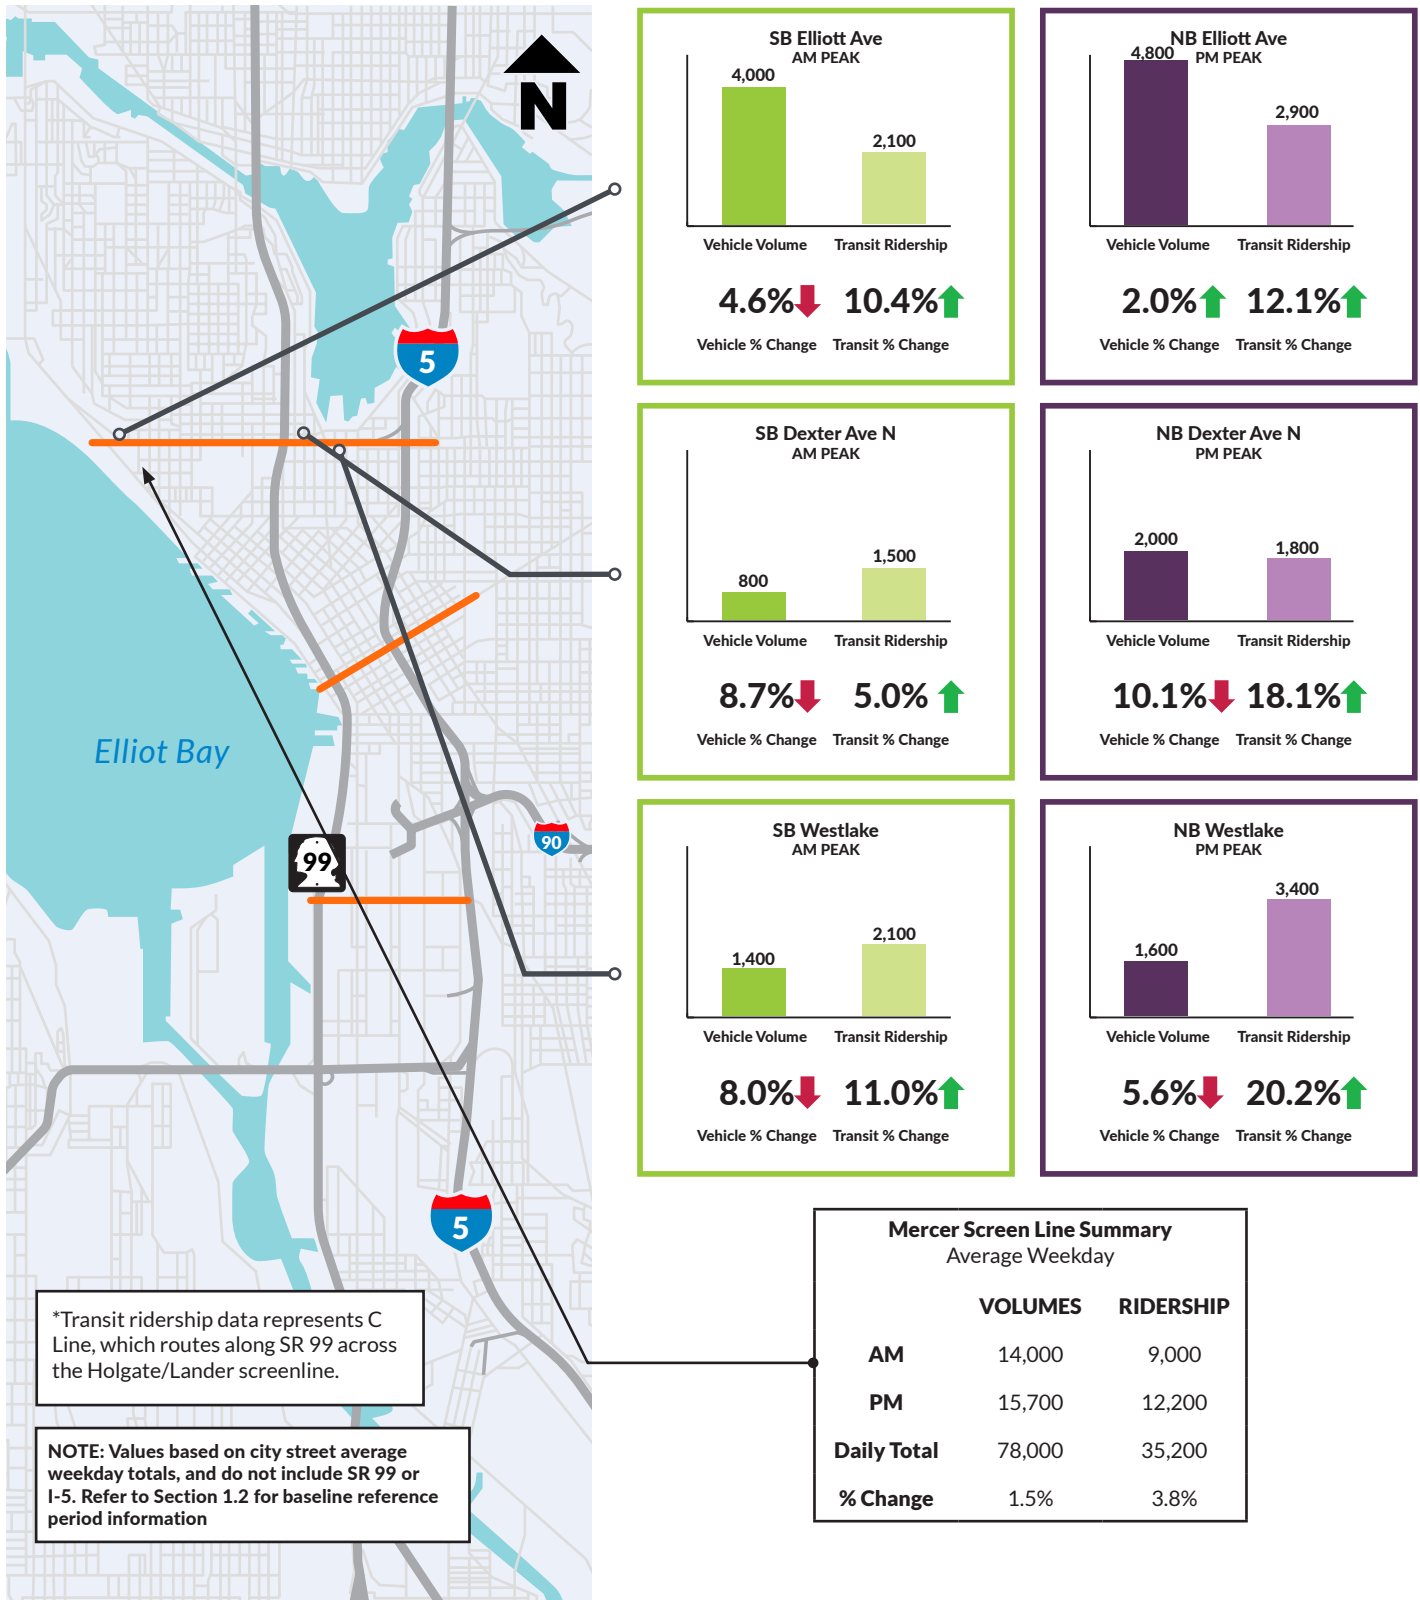 N
5
Elliot Bay
90
99
5
*Transit ridership data represents C
Line, which routes along SR 99 across
the Holgate/Lander screenline.
NOTE: Values based on city street average
weekday totals, and do not include SR 99 or
I-5. Refer to Section 1.2 for baseline reference
period information
SB Elliott Ave
AM PEAK
4,000
2,100
Vehicle Volume Transit Ridership
4.6% 10.4%
Vehicle % Change Transit % Change
NB Elliott Ave
PM PEAK
4,800
2,900
Vehicle Volume Transit Ridership
2.0% 12.1%
Vehicle % Change Transit % Change
SB Dexter Ave N
AM PEAK
800
1,500
Vehicle Volume Transit Ridership
8.7% 5.0%
Vehicle % Change Transit % Change
NB Dexter Ave N
PM PEAK
2,000
1,800
Vehicle Volume Transit Ridership
10.1% 18.1%
Vehicle % Change Transit % Change
SB Westlake
AM PEAK
1,400
2,100
Vehicle Volume Transit Ridership
8.0% 11.0%
Vehicle % Change Transit % Change
NB Westlake
PM PEAK
1,600
3,400
Vehicle Volume Transit Ridership
5.6% 20.2%
Vehicle % Change Transit % Change
Mercer Screen Line Summary
Average Weekday
VOLUMES RIDERSHIP
AM 14,000 9,000
PM 15,700 12,200
Daily Total 78,000 35,200
% Change 1.5% 3.8%